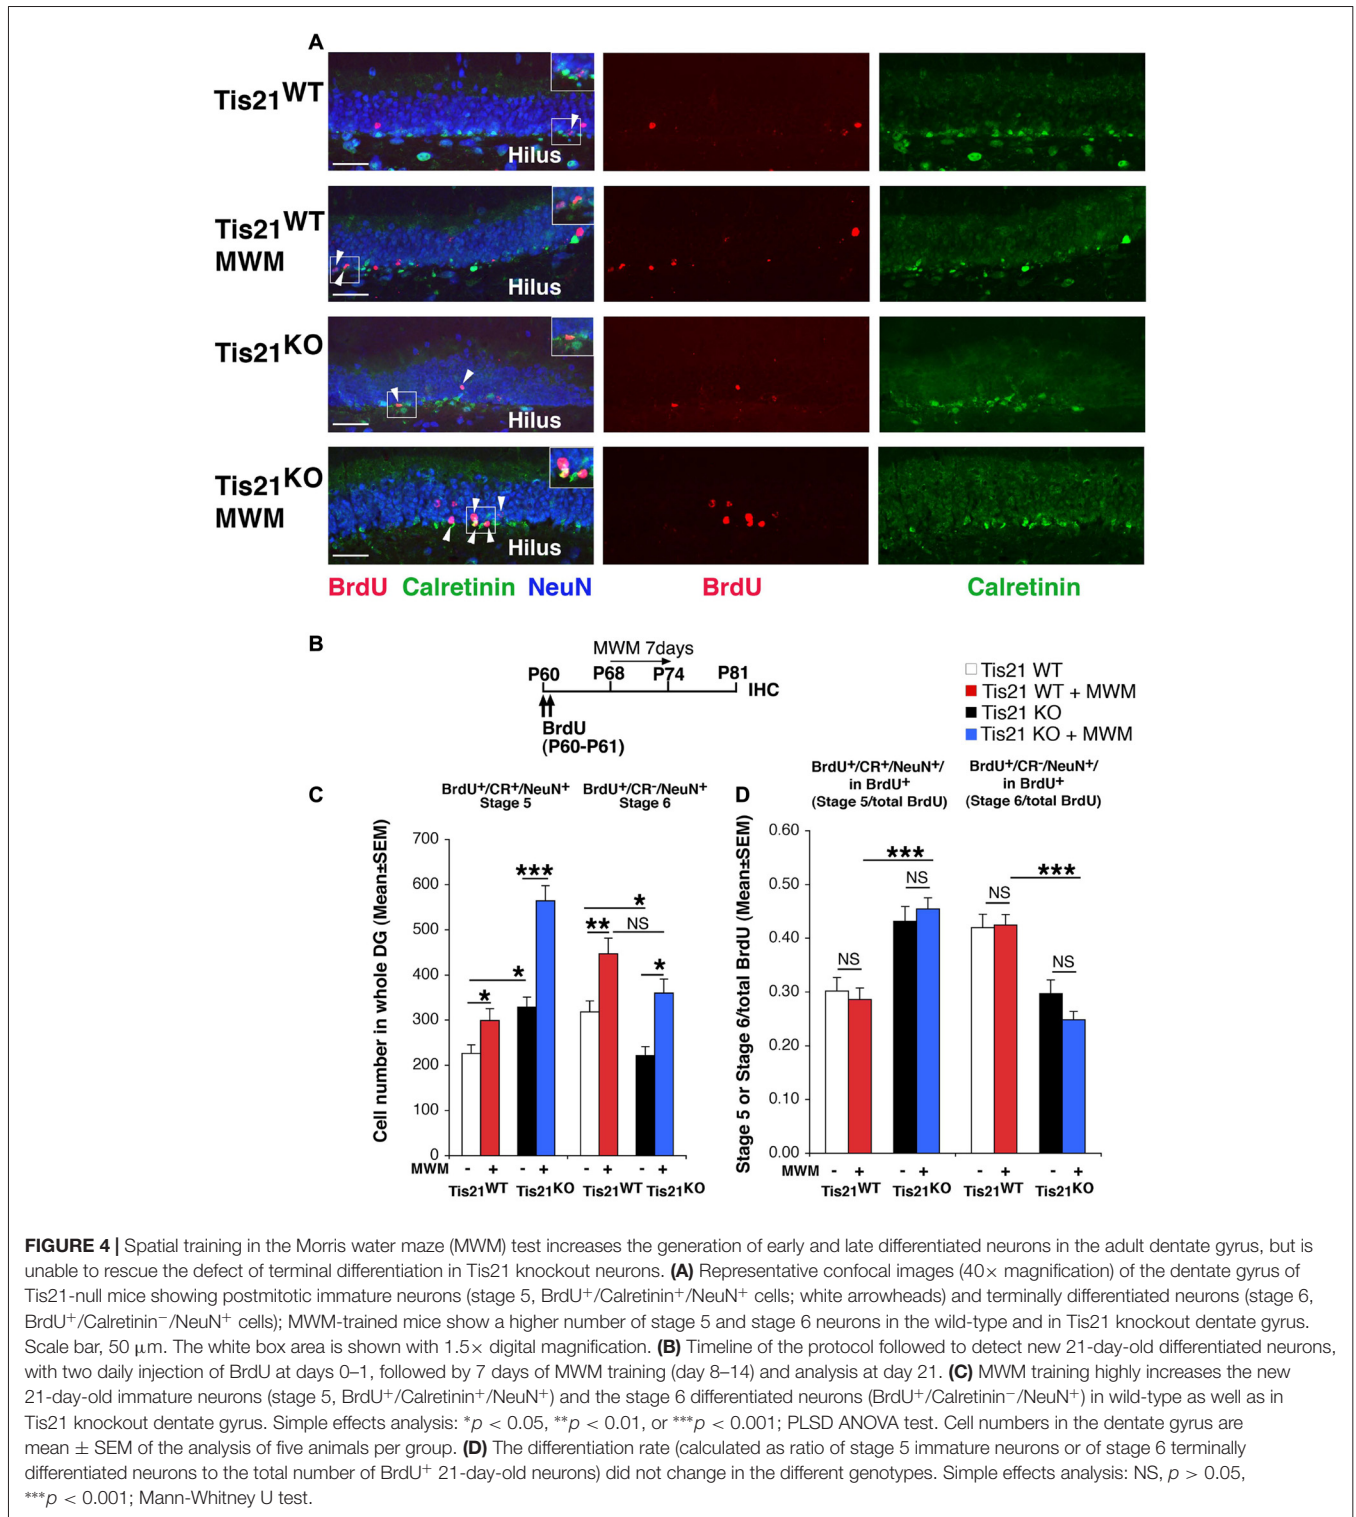 A
Tis21WT
Hilus
Tis21WT
MWM
Hilus
Tis21KO
Hilus
Tis21KO
MWM
Hilus
BrdU Calretinin NeuN
BrdU
Calretinin
B
MWM 7days
P60 P68 P74 P81
IHC
BrdU
(P60-P61)
Tis21 WT
Tis21 WT + MWM
Tis21 KO
Tis21 KO + MWM
C
BrdU+/CR+/NeuN+
Stage 5
BrdU+/CR-/NeuN+
Stage 6
Cell number in whole DG (Mean±SEM)
700
600
500
400
300
200
100
0
*
*
***
**
*
NS
*
MWM - + - + - + - +
Tis21WT Tis21KO Tis21WT Tis21KO
D
BrdU+/CR+/NeuN+/
in BrdU+
(Stage 5/total BrdU)
BrdU+/CR-/NeuN+/
in BrdU+
(Stage 6/total BrdU)
Stage 5 or Stage 6/total BrdU (Mean±SEM)
0.60
0.50
0.40
0.30
0.20
0.10
0.00
NS
***
NS
NS
***
NS
MWM - + - + - + - +
Tis21WT Tis21KO Tis21WT Tis21KO
FIGURE 4 | Spatial training in the Morris water maze (MWM) test increases the generation of early and late differentiated neurons in the adult dentate gyrus, but is
unable to rescue the defect of terminal differentiation in Tis21 knockout neurons. (A) Representative confocal images (40× magnification) of the dentate gyrus of
Tis21-null mice showing postmitotic immature neurons (stage 5, BrdU+/Calretinin+/NeuN+ cells; white arrowheads) and terminally differentiated neurons (stage 6,
BrdU+/Calretinin−/NeuN+ cells); MWM-trained mice show a higher number of stage 5 and stage 6 neurons in the wild-type and in Tis21 knockout dentate gyrus.
Scale bar, 50 μm. The white box area is shown with 1.5× digital magnification. (B) Timeline of the protocol followed to detect new 21-day-old differentiated neurons,
with two daily injection of BrdU at days 0–1, followed by 7 days of MWM training (day 8–14) and analysis at day 21. (C) MWM training highly increases the new
21-day-old immature neurons (stage 5, BrdU+/Calretinin+/NeuN+) and the stage 6 differentiated neurons (BrdU+/Calretinin−/NeuN+) in wild-type as well as in
Tis21 knockout dentate gyrus. Simple effects analysis: *p < 0.05, **p < 0.01, or ***p < 0.001; PLSD ANOVA test. Cell numbers in the dentate gyrus are
mean ± SEM of the analysis of five animals per group. (D) The differentiation rate (calculated as ratio of stage 5 immature neurons or of stage 6 terminally
differentiated neurons to the total number of BrdU+ 21-day-old neurons) did not change in the different genotypes. Simple effects analysis: NS, p > 0.05,
***p < 0.001; Mann-Whitney U test.